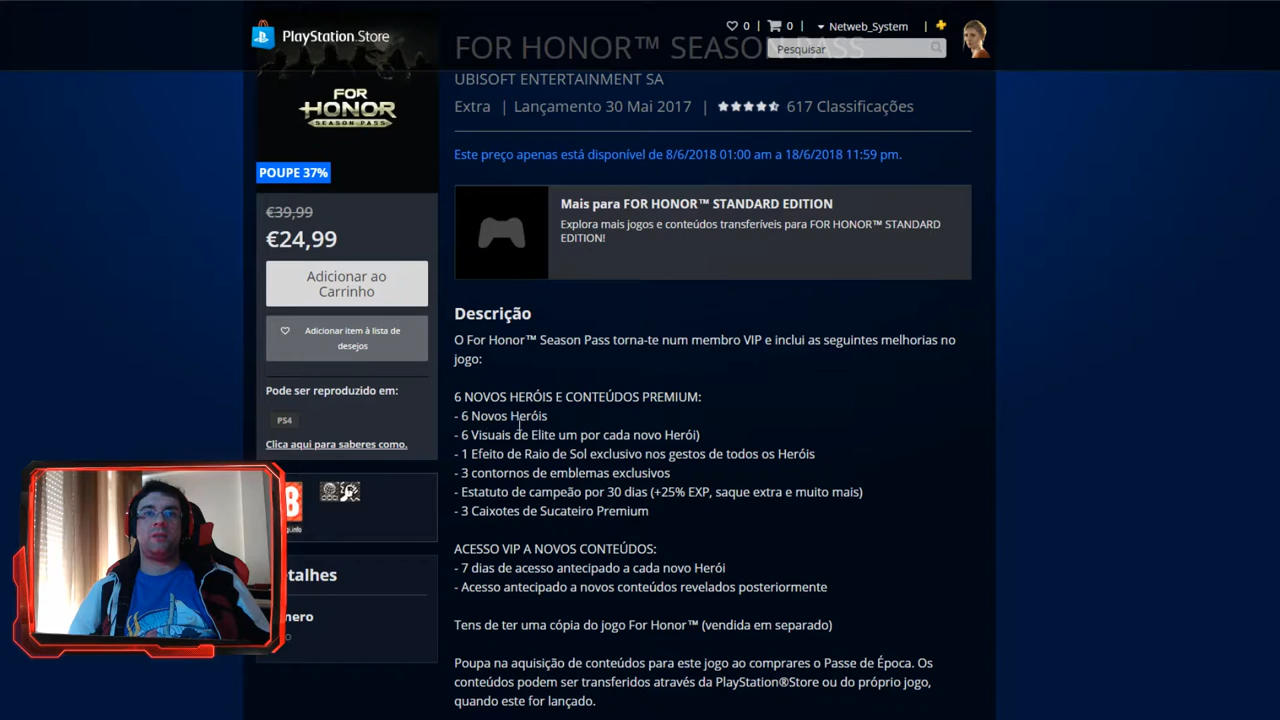 PlayStation.Store
0 | 0 | Netweb_System |
Pesquisar
FOR HONOR™ SEASON PASS
UBISOFT ENTERTAINMENT SA
Extra | Lançamento 30 Mai 2017 | 617 Classificações
FOR
HONOR
SEASON PASS
POUPE 37%
€39,99
€24,99
Adicionar ao
Carrinho
Adicionar item à lista de
desejos
Pode ser reproduzido em:
PS4
Clica aqui para saberes como.
Este preço apenas está disponível de 8/6/2018 01:00 am a 18/6/2018 11:59 pm.
Mais para FOR HONOR™ STANDARD EDITION
Explora mais jogos e conteúdos transferíveis para FOR HONOR™ STANDARD
EDITION!
Descrição
O For Honor™ Season Pass torna-te num membro VIP e inclui as seguintes melhorias no
jogo:
6 NOVOS HERÓIS E CONTEÚDOS PREMIUM:
- 6 Novos Heróis
- 6 Visuais de Elite um por cada novo Herói)
- 1 Efeito de Raio de Sol exclusivo nos gestos de todos os Heróis
- 3 contornos de emblemas exclusivos
- Estatuto de campeão por 30 dias (+25% EXP, saque extra e muito mais)
- 3 Caixotes de Sucateiro Premium
ACESSO VIP A NOVOS CONTEÚDOS:
- 7 dias de acesso antecipado a cada novo Herói
- Acesso antecipado a novos conteúdos revelados posteriormente
Tens de ter uma cópia do jogo For Honor™ (vendida em separado)
Poupa na aquisição de conteúdos para este jogo ao comprares o Passe de Época. Os
conteúdos podem ser transferidos através da PlayStation®Store ou do próprio jogo,
quando este for lançado.